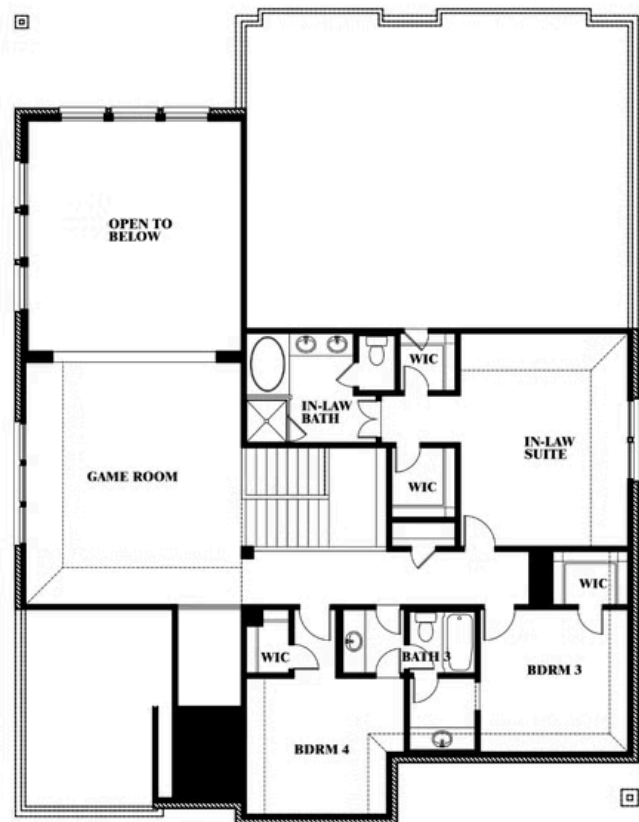 OPEN TO
BELOW
WIC
IN-LAW
BATH
IN-LAW
SUITE
GAME ROOM
WIC
WIC
WIC
BATH 3
BDRM 3
BDRM 4